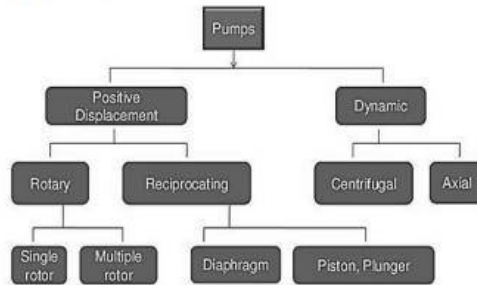 Pumps
Positive
Displacement
Dynamic
Rotary
Reciprocating
Centrifugal
Axial
Single
rotor
Multiple
rotor
Diaphragm
Piston, Plunger